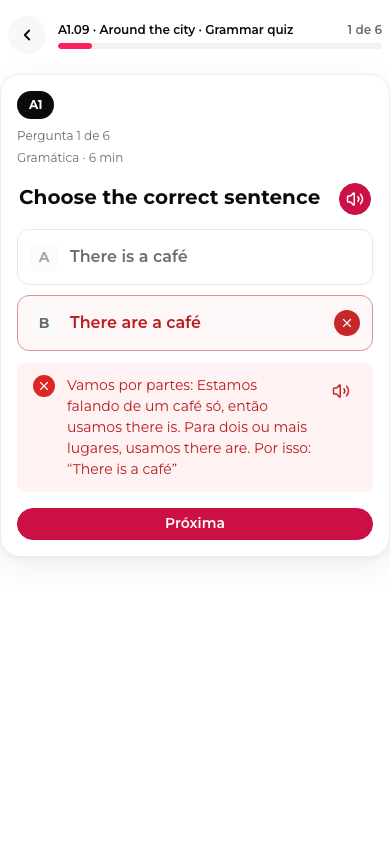 A1.09 · Around the city · Grammar quiz
1 de 6
A1
Pergunta 1 de 6
Gramática · 6 min
Choose the correct sentence
A There is a café
B There are a café
Vamos por partes: Estamos
falando de um café só, então
usamos there is. Para dois ou mais
lugares, usamos there are. Por isso:
“There is a café”
Próxima